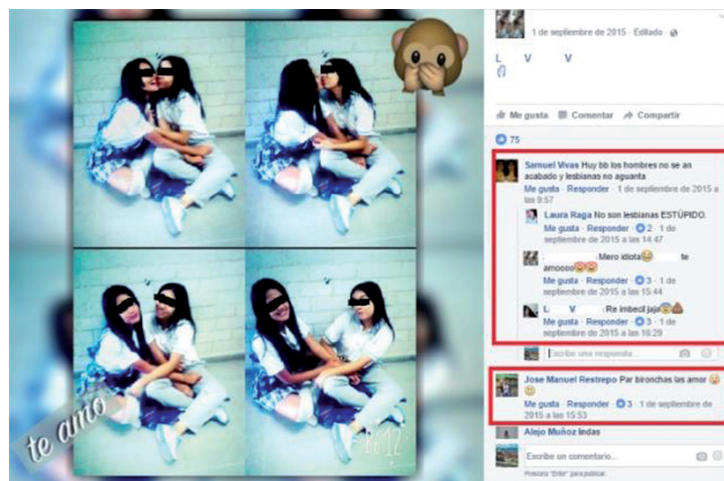 1 de septiembre de 2015 · Editado ·
L V V
Me gusta Comentar Compartir
75
Samuel Vivas Huy bb los hombres no se an
acabado y lesbianas no aguanta
Me gusta · Responder · 1 de septiembre de 2015 a
las 9:57
Laura Raga No son lesbianas ESTÚPIDO.
Me gusta · Responder · 2 · 1 de
septiembre de 2015 a las 14:47
: Mero idiota😂 te
amoooo
Me gusta · Responder · 3 · 1 de
septiembre de 2015 a las 15:44
L V : Re imbecil jaja
Me gusta · Responder · 3 · 1 de
septiembre de 2015 a las 16:29
Escribe una respuesta...
Jose Manuel Restrepo Par bironchas las amor
Me gusta · Responder · 3 · 1 de septiembre de
2015 a las 15:53
Alejo Muñoz lindas
Escribe un comentario...
Presiona "Enter" para publicar.
te amo